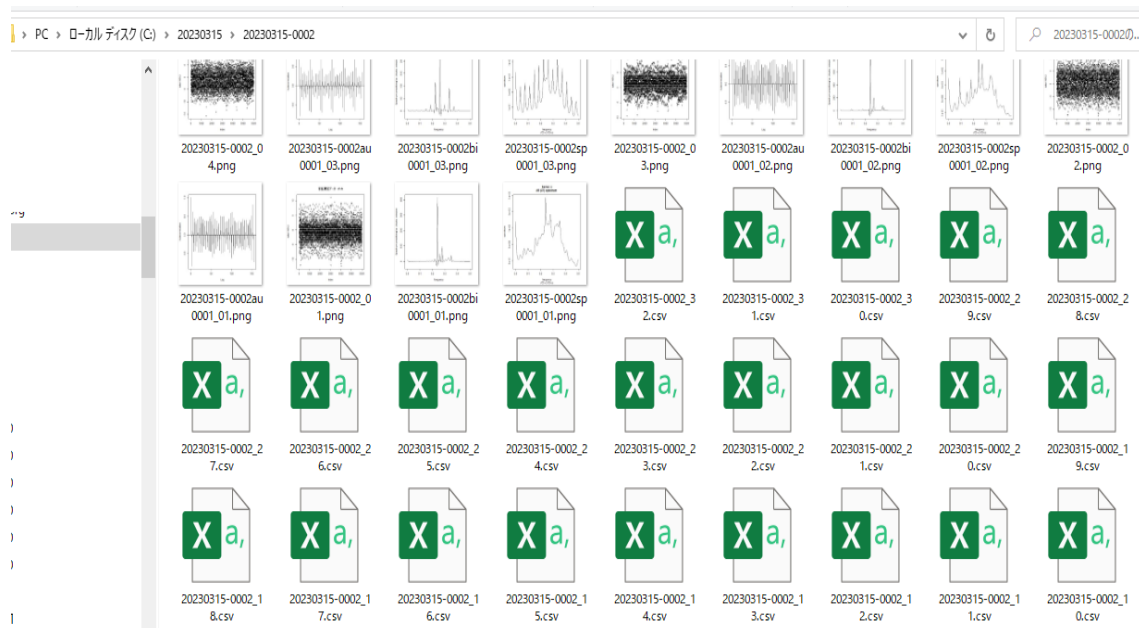 PC > ローカル ディスク (C:) > 20230315 > 20230315-0002
20230315-0002の...
20230315-0002_0
4.png
20230315-0002au
0001_03.png
20230315-0002bi
0001_03.png
20230315-0002sp
0001_03.png
20230315-0002_0
3.png
20230315-0002au
0001_02.png
20230315-0002bi
0001_02.png
20230315-0002sp
0001_02.png
20230315-0002_0
2.png
20230315-0002au
0001_01.png
20230315-0002_0
1.png
20230315-0002bi
0001_01.png
20230315-0002sp
0001_01.png
20230315-0002_3
2.csv
20230315-0002_3
1.csv
20230315-0002_3
0.csv
20230315-0002_2
9.csv
20230315-0002_2
8.csv
20230315-0002_2
7.csv
20230315-0002_2
6.csv
20230315-0002_2
5.csv
20230315-0002_2
4.csv
20230315-0002_2
3.csv
20230315-0002_2
2.csv
20230315-0002_2
1.csv
20230315-0002_2
0.csv
20230315-0002_1
9.csv
20230315-0002_1
8.csv
20230315-0002_1
7.csv
20230315-0002_1
6.csv
20230315-0002_1
5.csv
20230315-0002_1
4.csv
20230315-0002_1
3.csv
20230315-0002_1
2.csv
20230315-0002_1
1.csv
20230315-0002_1
0.csv